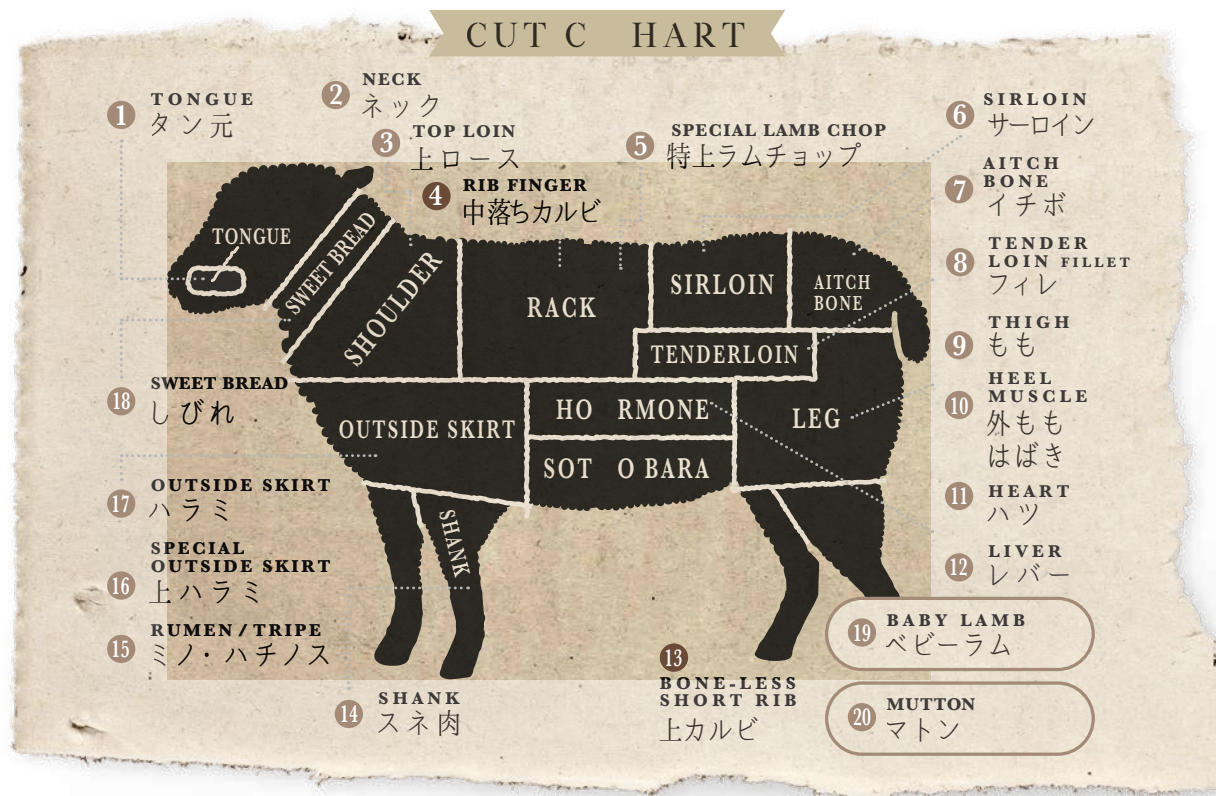 CUT C HART
1 TONGUE
タン元
2 NECK
ネック
3 TOP LOIN
上ロース
4 RIB FINGER
中落ちカルビ
5 SPECIAL LAMB CHOP
特上ラムチョップ
6 SIRLOIN
サーロイン
7 AITCH
BONE
イチボ
8 TENDER
LOIN FILLET
フィレ
9 THIGH
もも
10 HEEL
MUSCLE
外もも
はばき
11 HEART
ハツ
12 LIVER
レバー
13
BONE-LESS
SHORT RIB
上カルビ
14 SHANK
スネ肉
15 RUMEN / TRIPE
ミノ・ハチノス
16 SPECIAL
OUTSIDE SKIRT
上ハラミ
17 OUTSIDE SKIRT
ハラミ
18 SWEET BREAD
しびれ
19 BABY LAMB
ベビーラム
20 MUTTON
マトン
TONGUE
SWEET BREAD
SHOULDER
RACK
SIRLOIN
AITCH
BONE
TENDERLOIN
OUTSIDE SKIRT
HO RMONE
SOT O BARA
LEG
SHANK